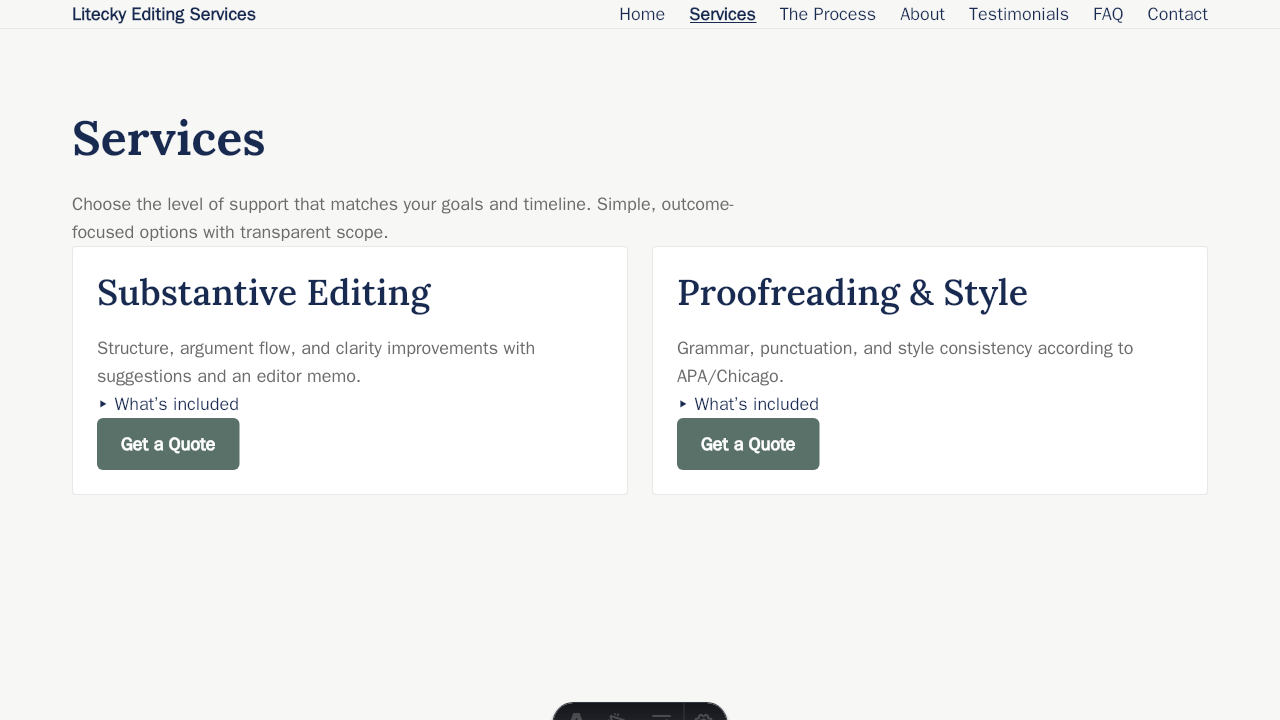 Litecky Editing Services
Home Services The Process About Testimonials FAQ Contact
Services
Choose the level of support that matches your goals and timeline. Simple, outcome-
focused options with transparent scope.
Substantive Editing
Structure, argument flow, and clarity improvements with
suggestions and an editor memo.
‣ What’s included
Get a Quote
Proofreading & Style
Grammar, punctuation, and style consistency according to
APA/Chicago.
‣ What’s included
Get a Quote